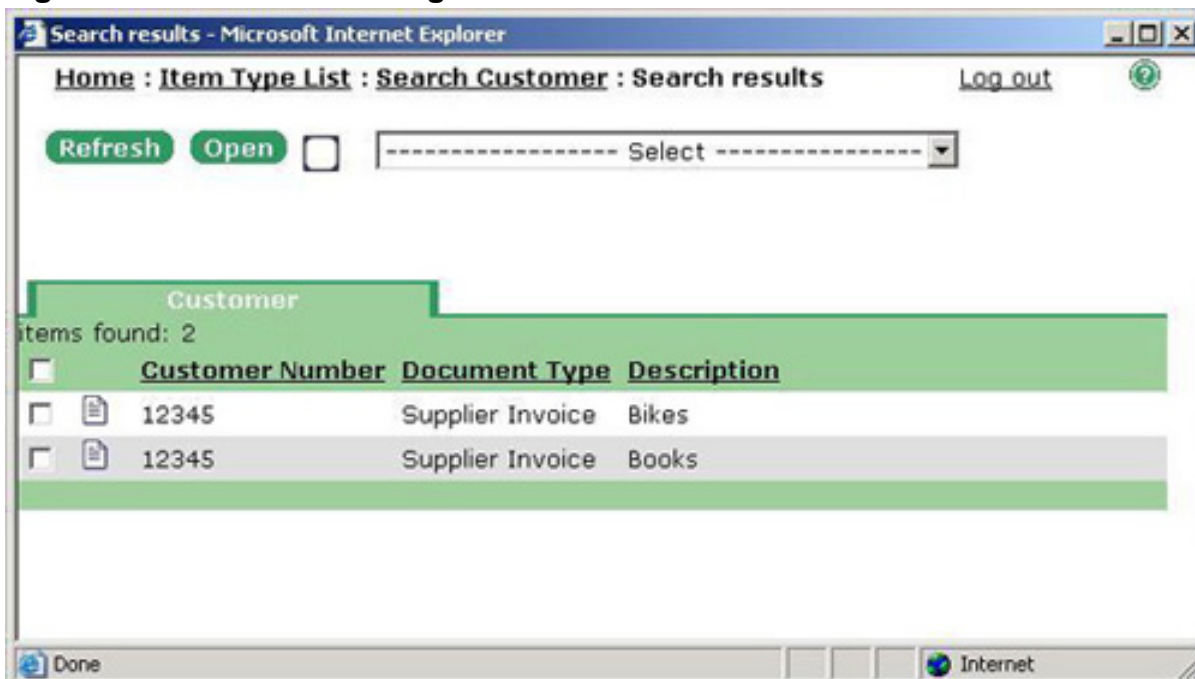 Search results - Microsoft Internet Explorer
Home : Item Type List : Search Customer : Search results Log out
Refresh Open ------------------ Select ----------------
Customer
items found: 2
Customer Number Document Type Description
12345 Supplier Invoice Bikes
12345 Supplier Invoice Books
Done Internet